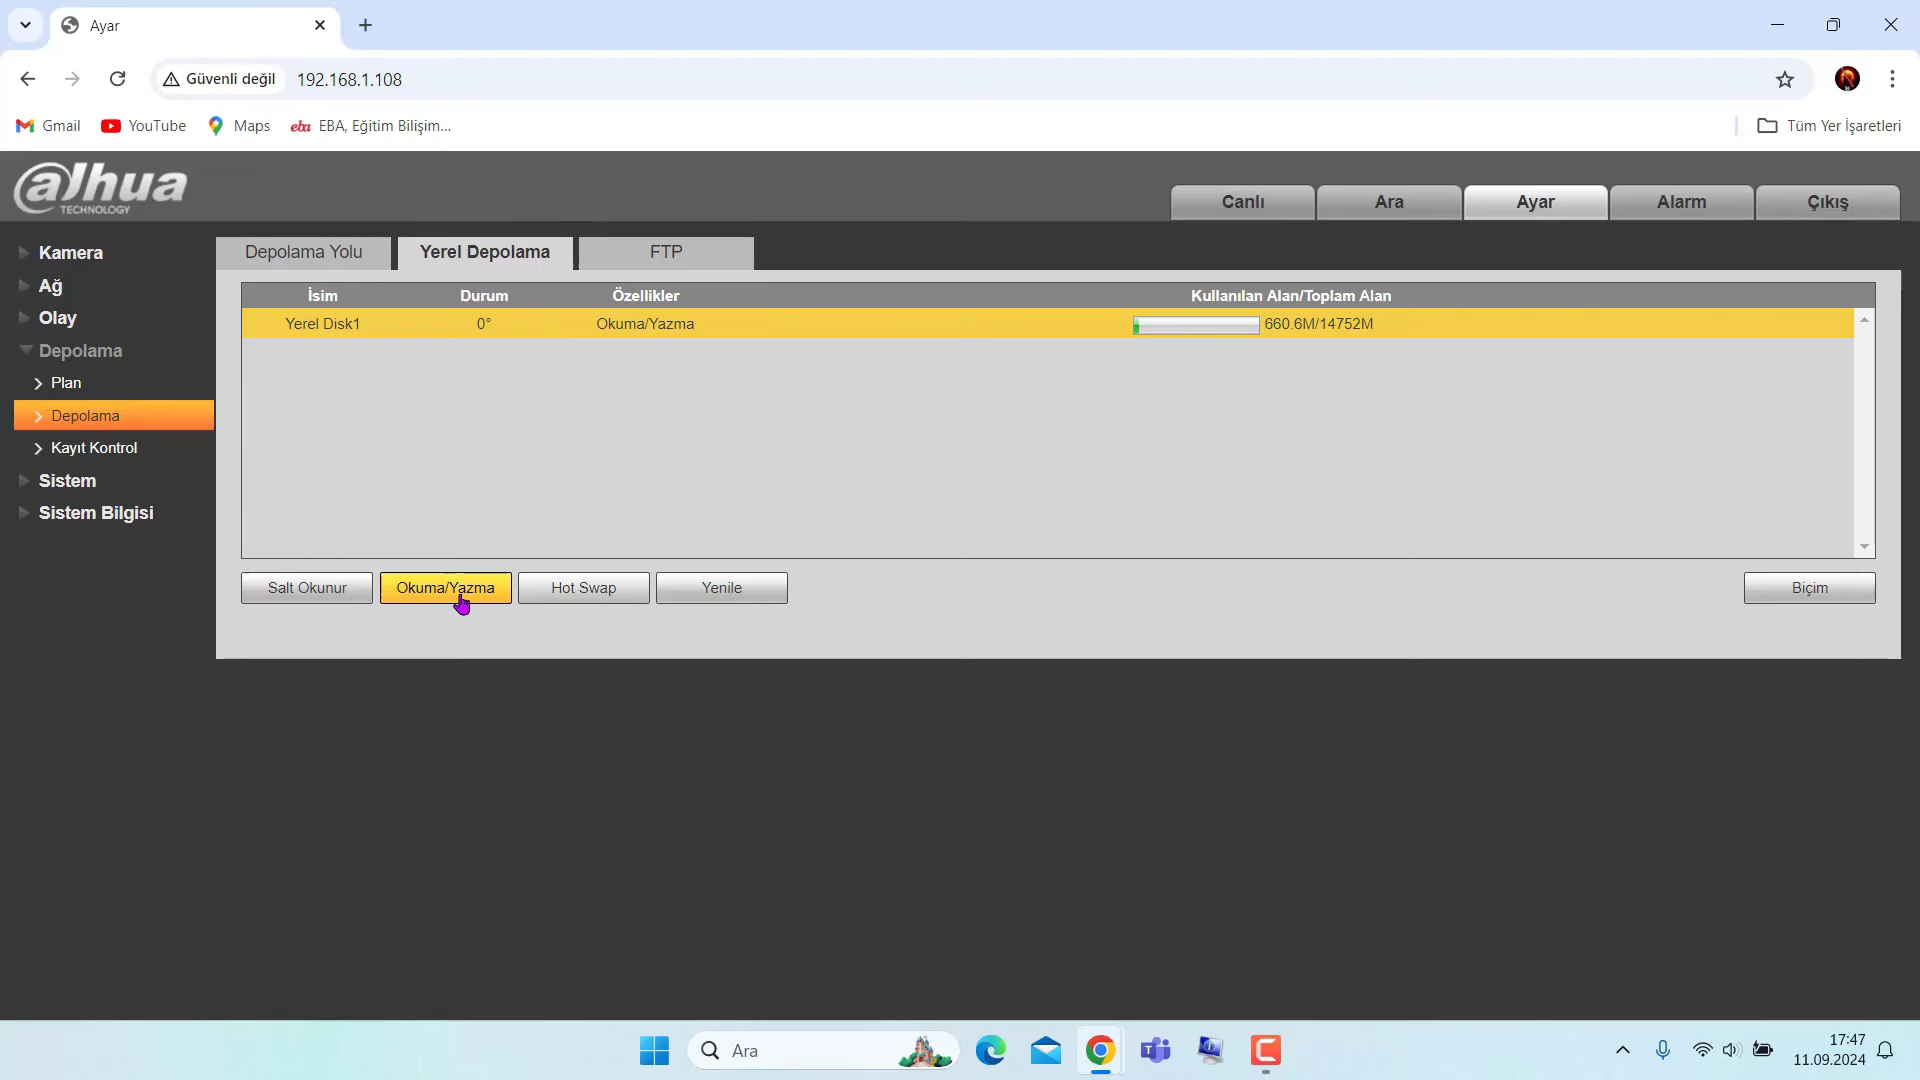 Ayar
Güvenli değil
192.168.1.108
Gmail
YouTube
Maps
eba
EBA, Eğitim Bilişim...
Tüm Yer İşaretleri
alhua
TECHNOLOGY
Canlı
Ara
Ayar
Alarm
Çıkış
Kamera
Ağ
Olay
Depolama
Plan
Depolama
Kayıt Kontrol
Sistem
Sistem Bilgisi
Depolama Yolu
Yerel Depolama
FTP
İsim Durum Özellikler Kullanılan Alan/Toplam Alan
Yerel Disk1 0° Okuma/Yazma 660.6M/14752M
Salt Okunur
Okuma/Yazma
Hot Swap
Yenile
Biçim
Ara
17:47
11.09.2024